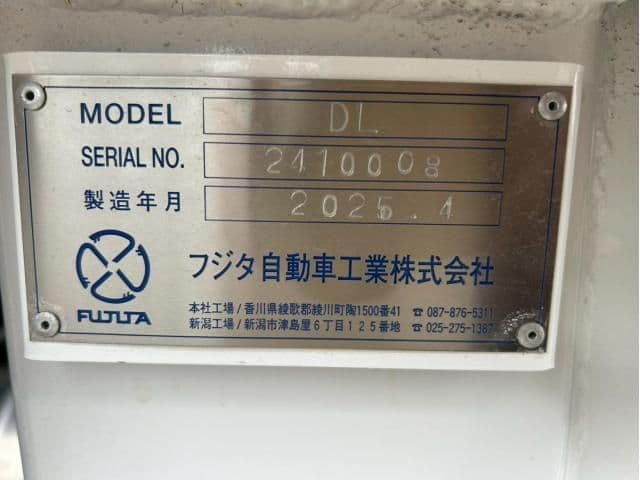 MODEL DL
SERIAL NO. 2410008
製造年月 2025.4
フジタ自動車工業株式会社
FUJITA
本社工場/香川県綾歌郡綾川町陶1500番41 ☎087-876-5311
新潟工場/新潟市津島屋6丁目125番地 ☎025-275-1387